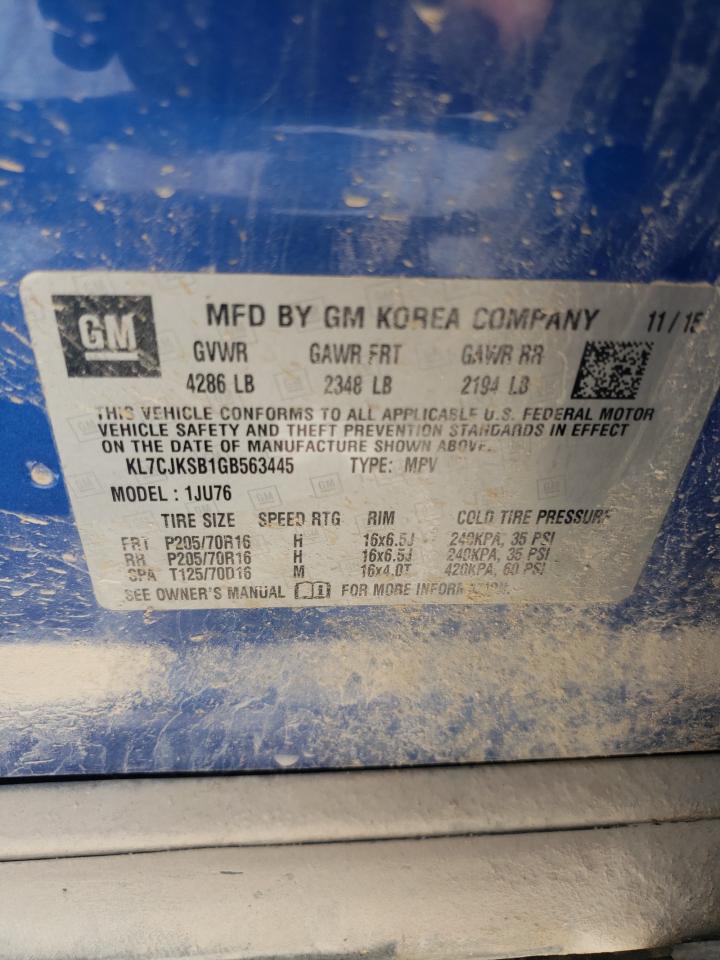 GM
MFD BY GM KOREA COMPANY 11/15
GVWR GAWR FRT GAWR RR
4286 LB 2348 LB 2194 LB
THIS VEHICLE CONFORMS TO ALL APPLICABLE U.S. FEDERAL MOTOR
VEHICLE SAFETY AND THEFT PREVENTION STANDARDS IN EFFECT
ON THE DATE OF MANUFACTURE SHOWN ABOVE.
KL7CJKSB1GB563445 TYPE: MPV
MODEL : 1JU76
TIRE SIZE SPEED RTG RIM COLD TIRE PRESSURE
FRT P205/70R16 H 16x6.5J 240KPA, 35 PSI
RR P205/70R16 H 16x6.5J 240KPA, 35 PSI
SPA T125/70D16 M 16x4.0T 420KPA, 60 PSI
SEE OWNER'S MANUAL FOR MORE INFORMATION.